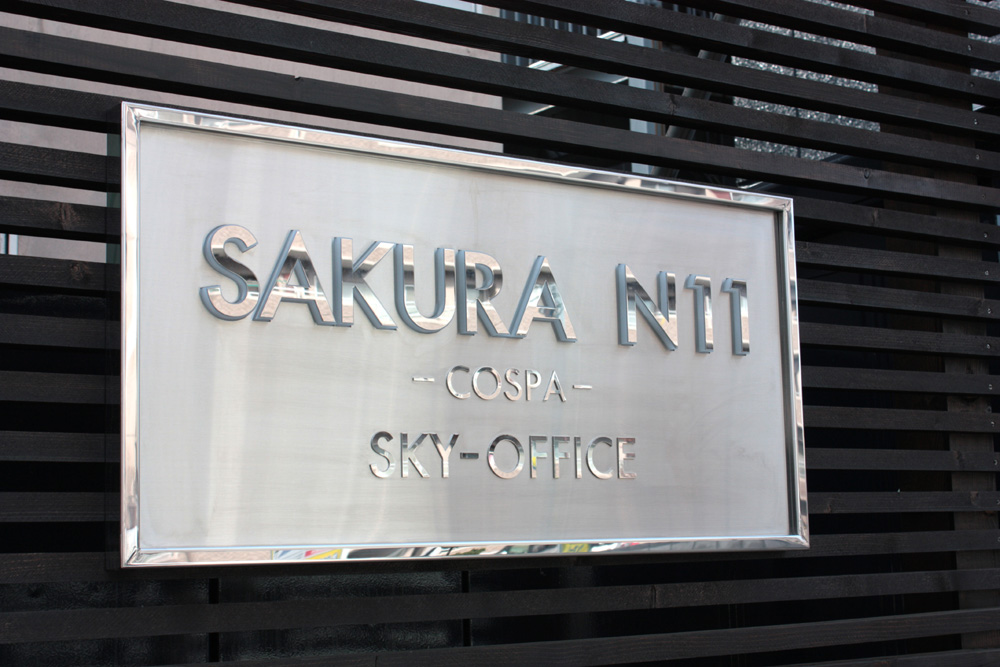 SAKURA N11
- COSPA -
SKY-OFFICE